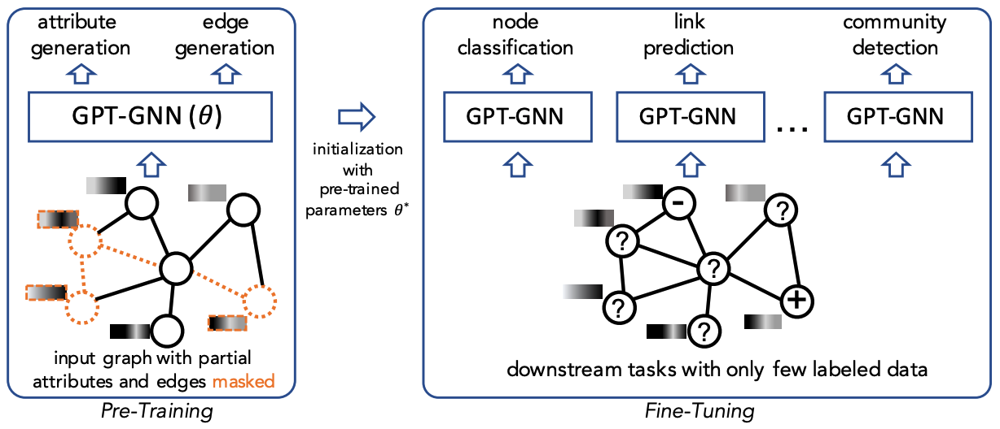 attribute
generation
edge
generation
GPT-GNN (θ)
input graph with partial
attributes and edges masked
Pre-Training
initialization
with
pre-trained
parameters θ*
node
classification
link
prediction
community
detection
GPT-GNN
GPT-GNN
...
GPT-GNN
-
?
?
?
?
+
?
downstream tasks with only few labeled data
Fine-Tuning